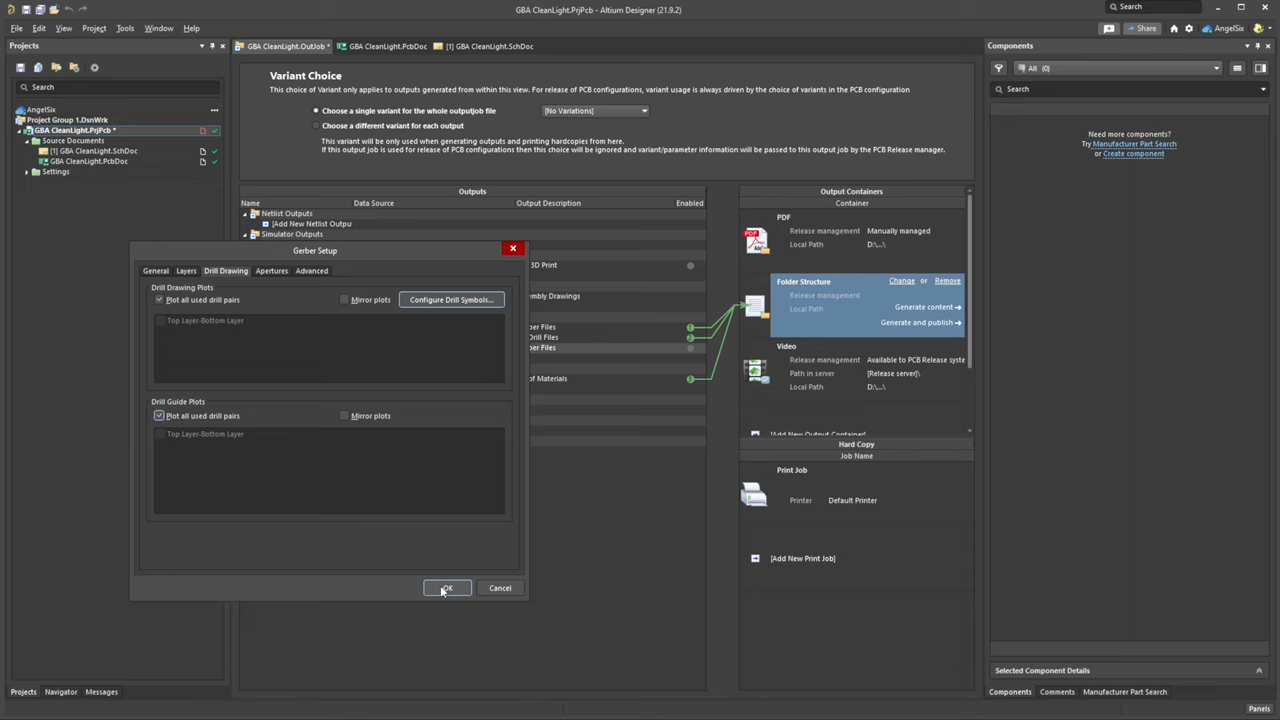 GBA CleanLight.PrjPcb - Altium Designer (21.9.2)
Search
File Edit View Project Tools Window Help
Share
AngelSix
Projects
GBA CleanLight.OutJob *
GBA CleanLight.PcbDoc
[1] GBA CleanLight.SchDoc
Components
Search
AngelSix
Project Group 1.DsnWrk
GBA CleanLight.PrjPcb *
Source Documents
[1] GBA CleanLight.SchDoc
GBA CleanLight.PcbDoc
Settings
Variant Choice
This choice of Variant only applies to outputs generated from within this view. For release of PCB configurations, variant usage is always driven by the choice of variants in the PCB configuration
Choose a single variant for the whole outputjob file
[No Variations]
Choose a different variant for each output
This variant will be only used when generating outputs and printing hardcopies from here.
If this output job is used for release of PCB configurations then this choice will be ignored and variant/parameter information will be passed to this output job by the PCB Release manager.
Outputs
Name Data Source Output Description Enabled
Netlist Outputs
[Add New Netlist Outpu
Simulator Outputs
3D Print
embly Drawings
ber Files
Drill Files
ber Files
of Materials
Gerber Setup
General Layers Drill Drawing Apertures Advanced
Drill Drawing Plots
Plot all used drill pairs
Mirror plots
Configure Drill Symbols...
Top Layer-Bottom Layer
Drill Guide Plots
Plot all used drill pairs
Mirror plots
Top Layer-Bottom Layer
OK
Cancel
Output Containers
Container
PDF
Release management Manually managed
Local Path D:\...\
Folder Structure
Change or Remove
Release management
Local Path
Generate content
Generate and publish
Video
Release management Available to PCB Release syste
Path in server [Release server]\
Local Path D:\...\
[Add New Output Container]
Hard Copy
Job Name
Print Job
Printer Default Printer
[Add New Print Job]
All (0)
Search
Need more components?
Try Manufacturer Part Search
or Create component
Selected Component Details
Projects Navigator Messages
Components Comments Manufacturer Part Search
Panels